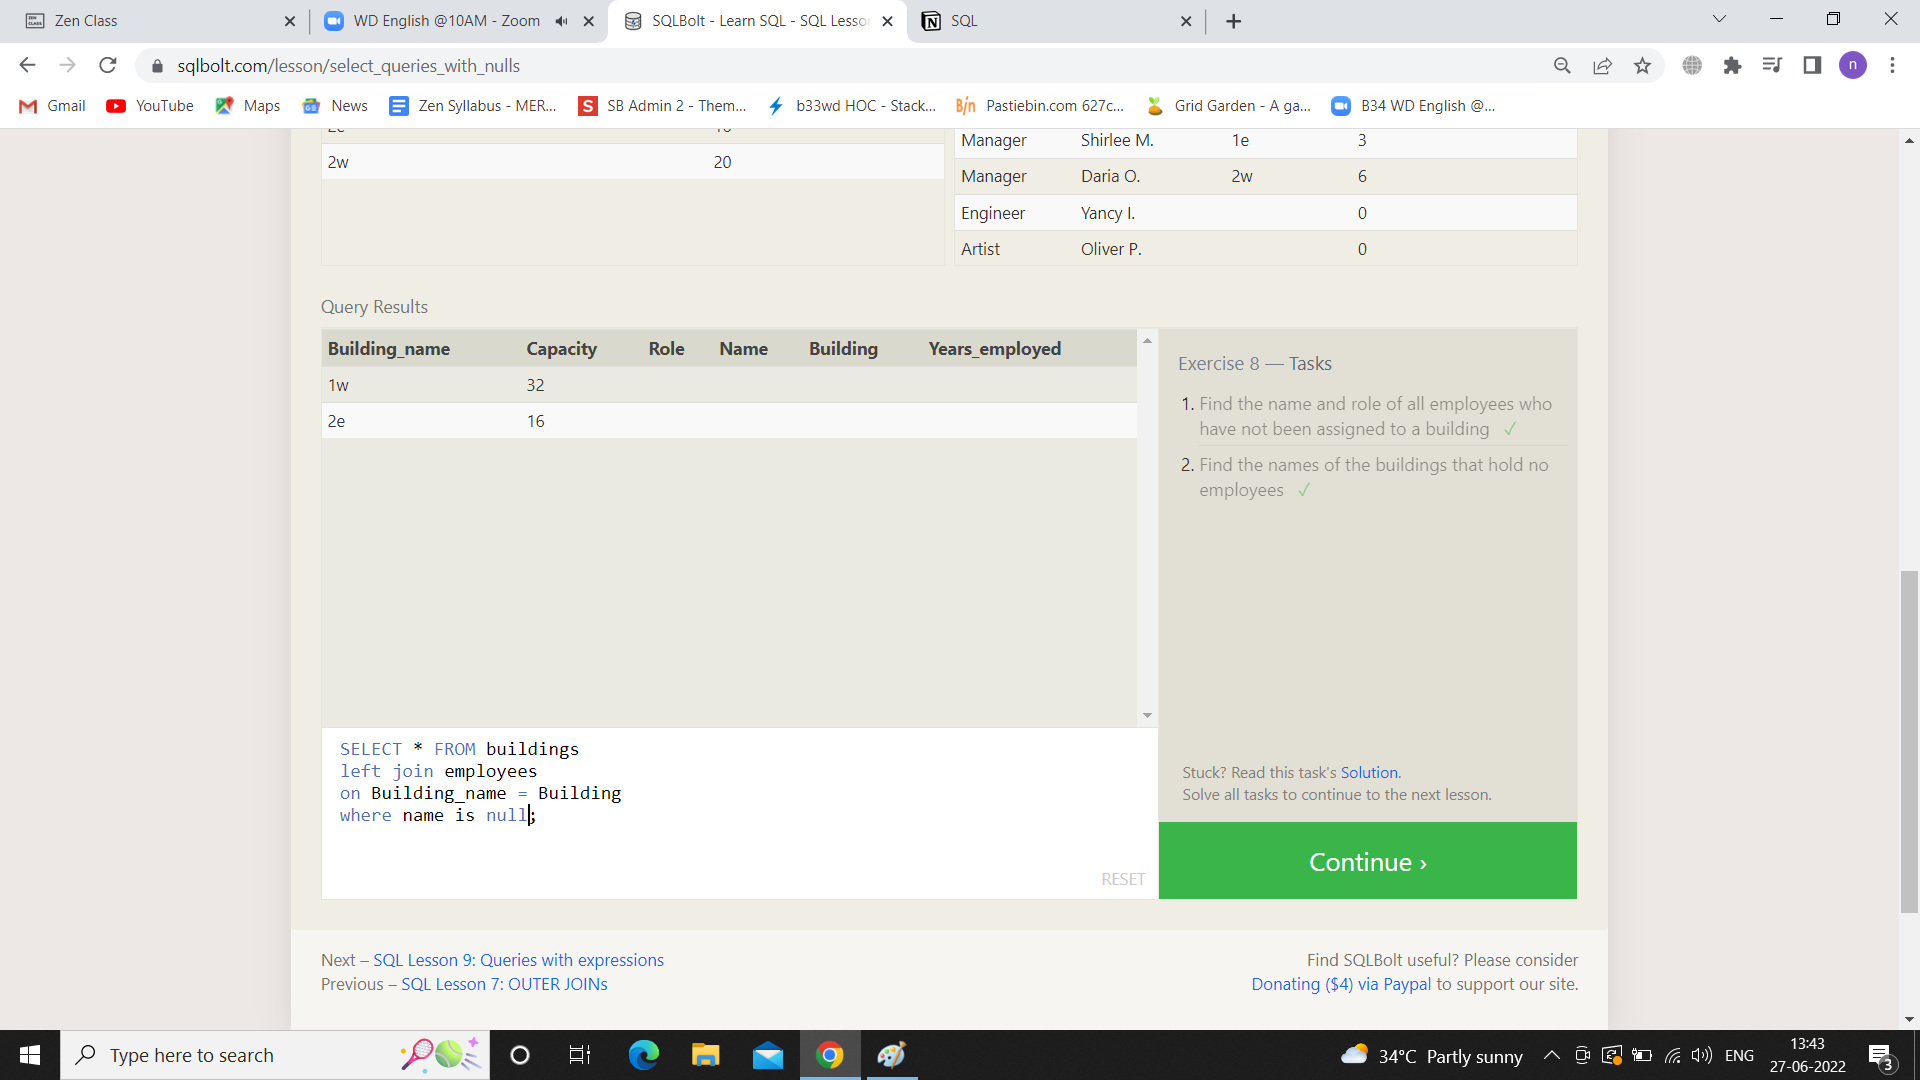 Zen Class
WD English @10AM - Zoom
SQLBolt - Learn SQL - SQL Lesso
SQL
sqlbolt.com/lesson/select_queries_with_nulls
n
Gmail
YouTube
Maps
News
Zen Syllabus - MER...
SB Admin 2 - Them...
b33wd HOC - Stack...
Pastiebin.com 627c...
Grid Garden - A ga...
B34 WD English @...
2w 20
Manager Shirlee M. 1e 3
Manager Daria O. 2w 6
Engineer Yancy I. 0
Artist Oliver P. 0
Query Results
Building_name Capacity Role Name Building Years_employed
1w 32
2e 16
Exercise 8 — Tasks
1. Find the name and role of all employees who
have not been assigned to a building ✓
2. Find the names of the buildings that hold no
employees ✓
SELECT * FROM buildings
left join employees
on Building_name = Building
where name is null;
RESET
Stuck? Read this task's Solution.
Solve all tasks to continue to the next lesson.
Continue ›
Next – SQL Lesson 9: Queries with expressions
Previous – SQL Lesson 7: OUTER JOINs
Find SQLBolt useful? Please consider
Donating ($4) via Paypal to support our site.
Type here to search
34°C Partly sunny
ENG
13:43
27-06-2022
3